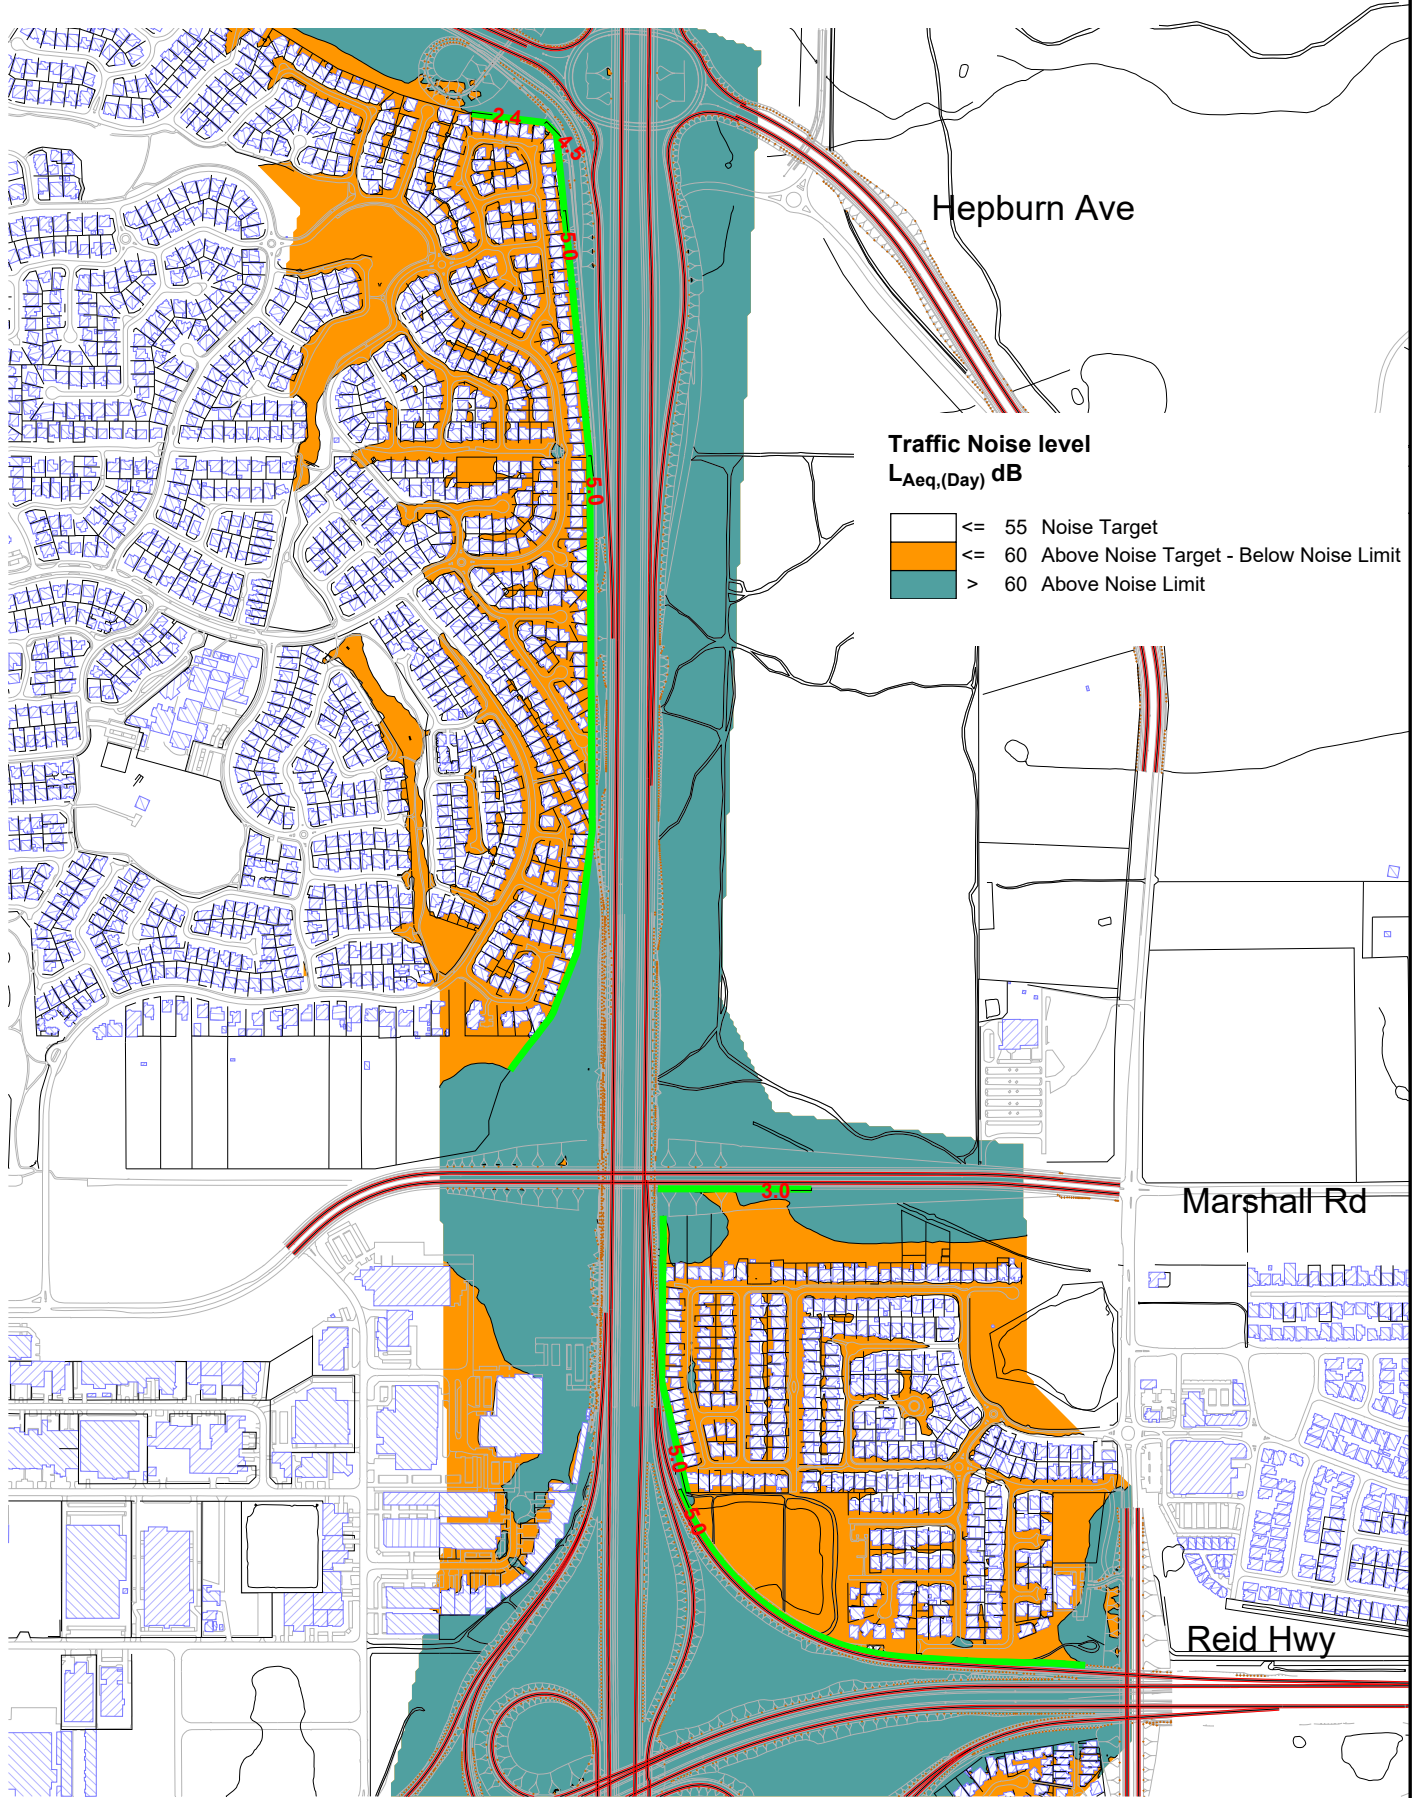 2.4
4.5
Hepburn Ave
5.0
Traffic Noise level
LAeq,(Day) dB
5.0
<= 55 Noise Target
<= 60 Above Noise Target - Below Noise Limit
> 60 Above Noise Limit
3.0
Marshall Rd
5.0
5.0
Reid Hwy